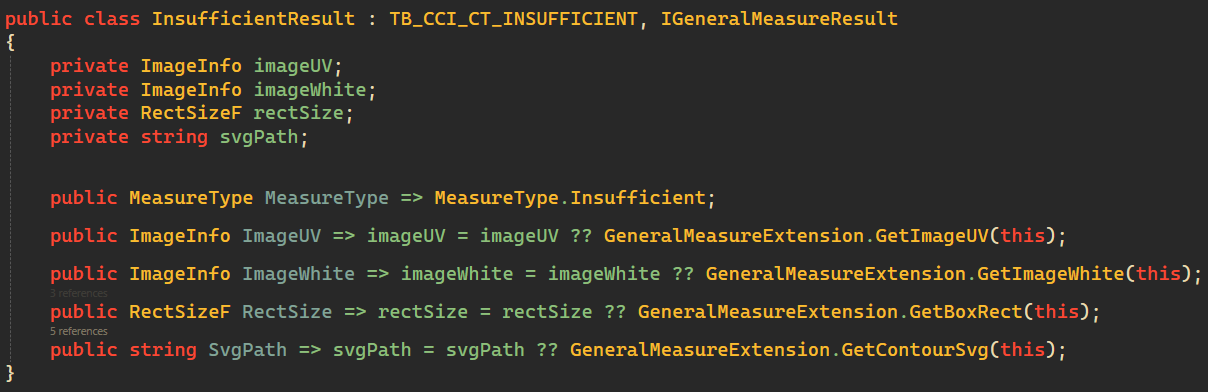 public class InsufficientResult : TB_CCI_CT_INSUFFICIENT, IGeneralMeasureResult
{
    private ImageInfo imageUV;
    private ImageInfo imageWhite;
    private RectSizeF rectSize;
    private string svgPath;

    public MeasureType MeasureType => MeasureType.Insufficient;
    public ImageInfo ImageUV => imageUV = imageUV ?? GeneralMeasureExtension.GetImageUV(this);
    public ImageInfo ImageWhite => imageWhite = imageWhite ?? GeneralMeasureExtension.GetImageWhite(this);
    3 references
    public RectSizeF RectSize => rectSize = rectSize ?? GeneralMeasureExtension.GetBoxRect(this);
    5 references
    public string SvgPath => svgPath = svgPath ?? GeneralMeasureExtension.GetContourSvg(this);
}